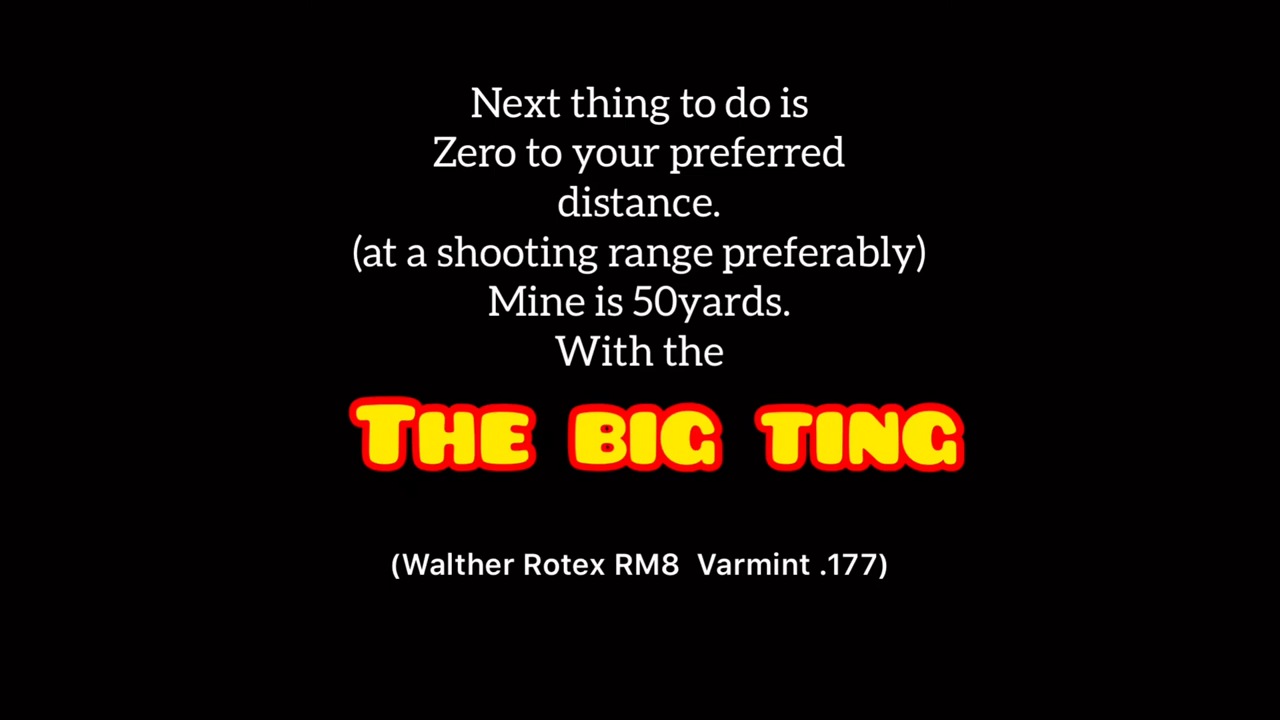 Next thing to do is
Zero to your preferred
distance.
(at a shooting range preferably)
Mine is 50yards.
With the
THE BIG TING
(Walther Rotex RM8  Varmint .177)